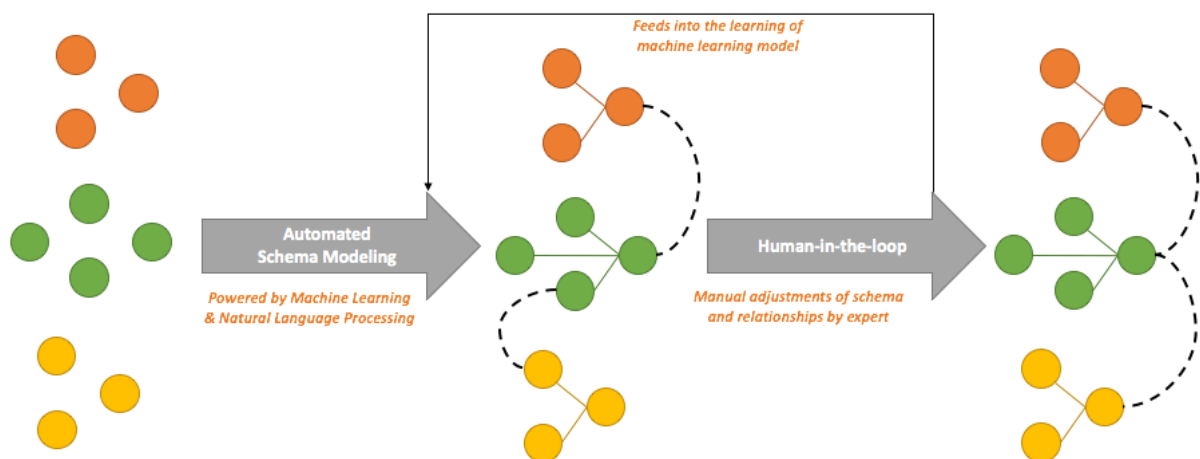 Feeds into the learning of
machine learning model
Automated
Schema Modeling
Powered by Machine Learning
& Natural Language Processing
Human-in-the-loop
Manual adjustments of schema
and relationships by expert